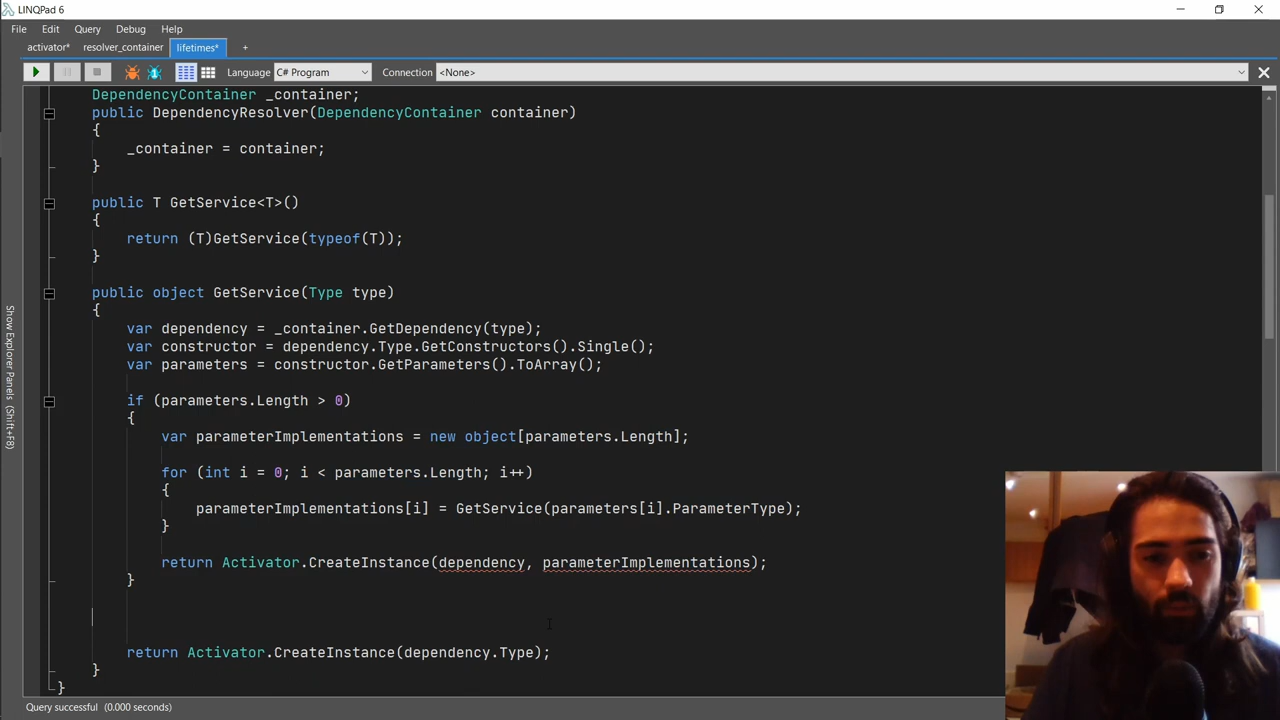 LINQPad 6
File Edit Query Debug Help
activator* resolver_container lifetimes* +
Language C# Program Connection <None>
DependencyContainer _container;
public DependencyResolver(DependencyContainer container)
{
_container = container;
}
public T GetService<T>()
{
return (T)GetService(typeof(T));
}
public object GetService(Type type)
{
var dependency = _container.GetDependency(type);
var constructor = dependency.Type.GetConstructors().Single();
var parameters = constructor.GetParameters().ToArray();
if (parameters.Length > 0)
{
var parameterImplementations = new object[parameters.Length];
for (int i = 0; i < parameters.Length; i++)
{
parameterImplementations[i] = GetService(parameters[i].ParameterType);
}
return Activator.CreateInstance(dependency, parameterImplementations);
}
return Activator.CreateInstance(dependency.Type);
}
}
Show Explorer Panels (Shift+F8)
Query successful (0.000 seconds)